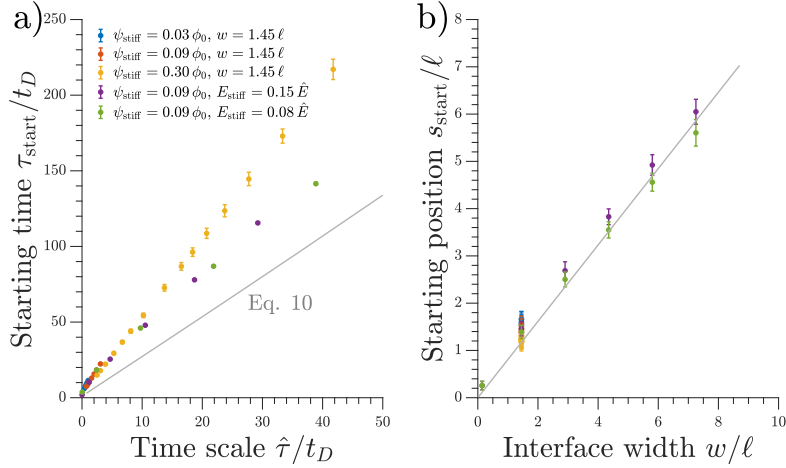 a)
250
200
150
100
50
0
0 10 20 30 40 50
Starting time τ_start/t_D
Time scale τ̂/t_D
ψ_stiff = 0.03 ϕ_0, w = 1.45 ℓ
ψ_stiff = 0.09 ϕ_0, w = 1.45 ℓ
ψ_stiff = 0.30 ϕ_0, w = 1.45 ℓ
ψ_stiff = 0.09 ϕ_0, E_stiff = 0.15 Ê
ψ_stiff = 0.09 ϕ_0, E_stiff = 0.08 Ê
Eq. 10
b)
8
7
6
5
4
3
2
1
0
0 2 4 6 8 10
Starting position s_start/ℓ
Interface width w/ℓ